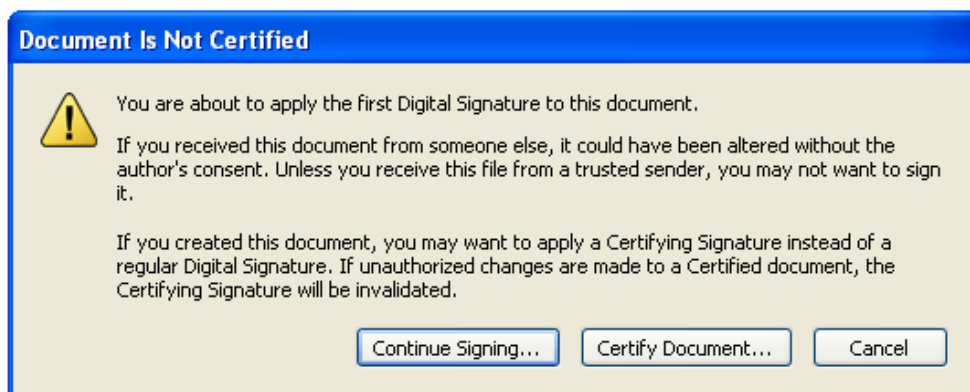 Document Is Not Certified
You are about to apply the first Digital Signature to this document.
If you received this document from someone else, it could have been altered without the
author's consent. Unless you receive this file from a trusted sender, you may not want to sign
it.
If you created this document, you may want to apply a Certifying Signature instead of a
regular Digital Signature. If unauthorized changes are made to a Certified document, the
Certifying Signature will be invalidated.
Continue Signing... Certify Document... Cancel